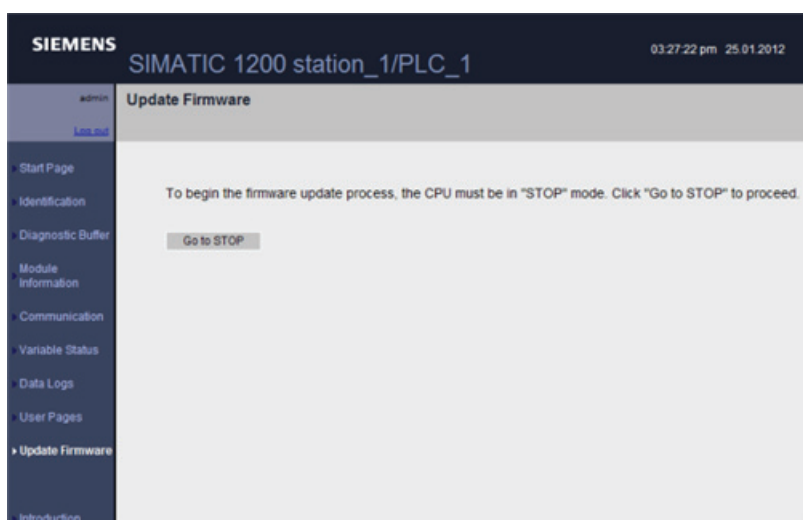 SIEMENS
SIMATIC 1200 station_1/PLC_1
03:27:22 pm 25.01.2012
admin
Log out
Update Firmware
Start Page
Identification
Diagnostic Buffer
Module
Information
Communication
Variable Status
Data Logs
User Pages
Update Firmware
Introduction
To begin the firmware update process, the CPU must be in "STOP" mode. Click "Go to STOP" to proceed.
Go to STOP